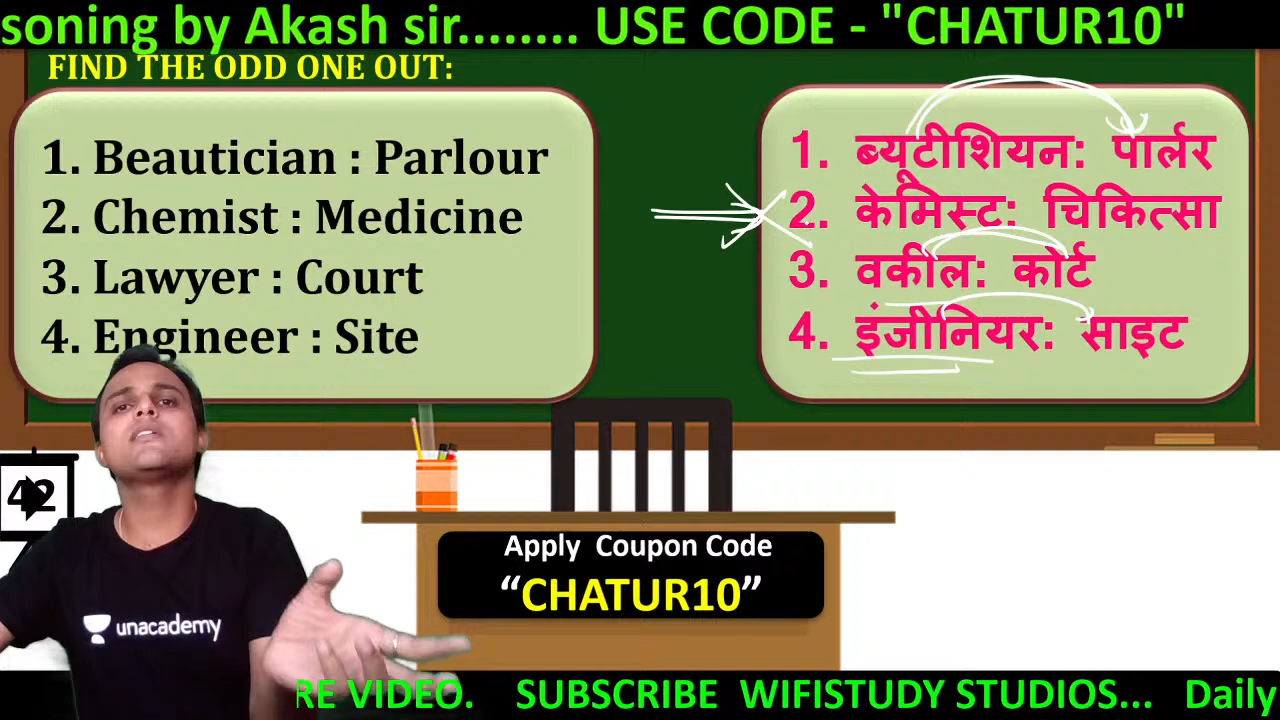 soning by Akash sir........ USE CODE - "CHATUR10"
FIND THE ODD ONE OUT:
1. Beautician : Parlour
2. Chemist : Medicine
3. Lawyer : Court
4. Engineer : Site
1. ब्यूटीशियन: पार्लर
2. केमिस्ट: चिकित्सा
3. वकील: कोर्ट
4. इंजीनियर: साइट
42
Apply Coupon Code
“CHATUR10”
unacademy
RE VIDEO. SUBSCRIBE WIFISTUDY STUDIOS... Daily